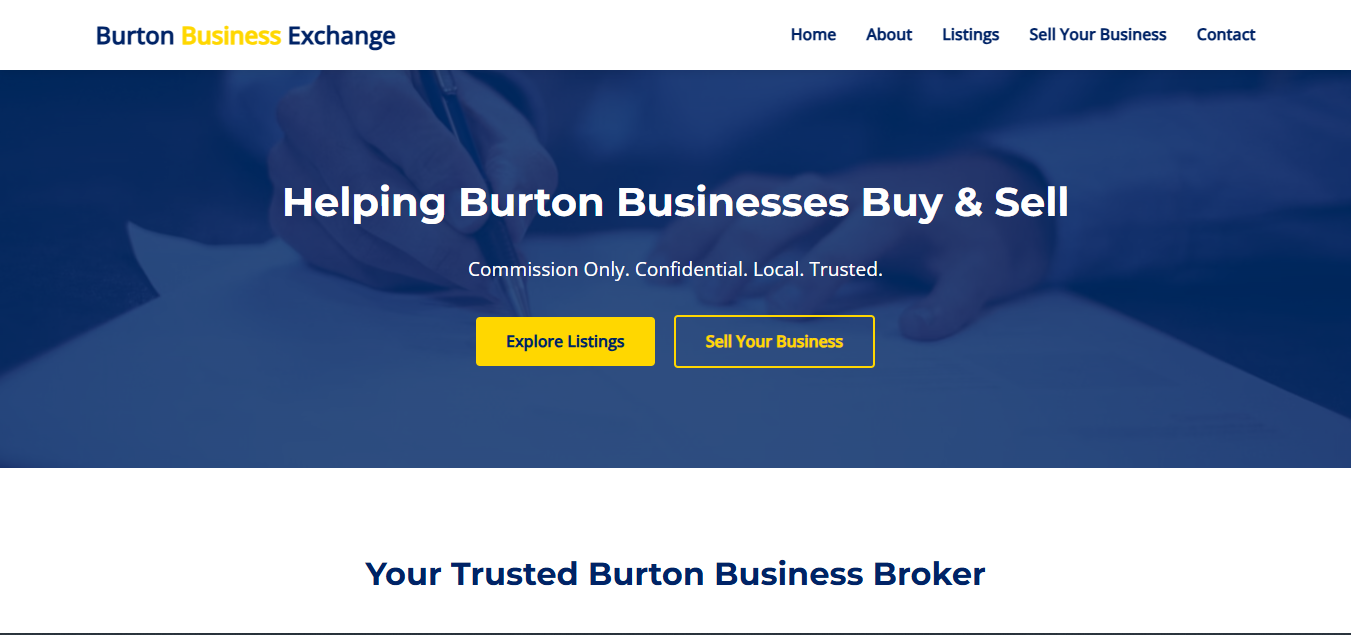 Burton Business Exchange
Home About Listings Sell Your Business Contact
Helping Burton Businesses Buy & Sell
Commission Only. Confidential. Local. Trusted.
Explore Listings Sell Your Business
Your Trusted Burton Business Broker